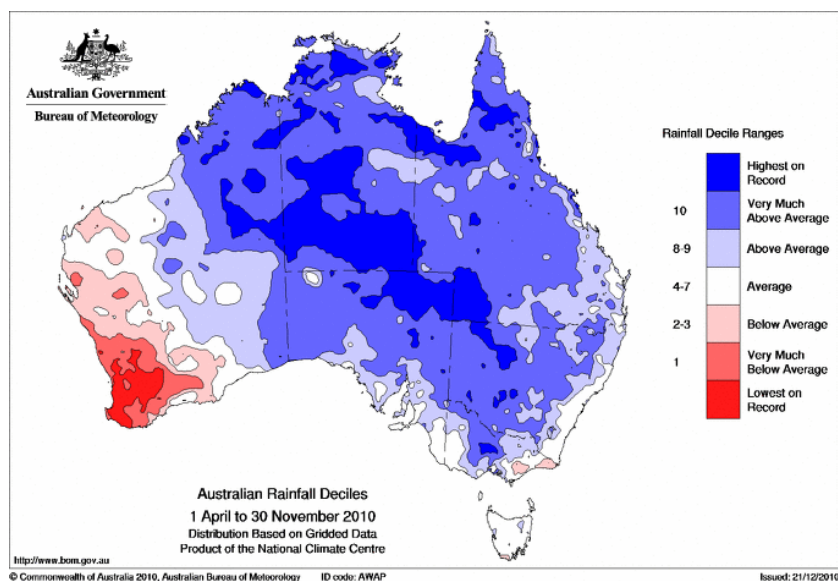 Australian Government
Bureau of Meteorology
Rainfall Decile Ranges
Highest on
Record
10
Very Much
Above Average
8-9
Above Average
4-7
Average
2-3
Below Average
1
Very Much
Below Average
Lowest on
Record
Australian Rainfall Deciles
1 April to 30 November 2010
Distribution Based on Gridded Data
Product of the National Climate Centre
http://www.bom.gov.au
© Commonwealth of Australia 2010, Australian Bureau of Meteorology
ID code: AWAP
Issued: 21/12/2010